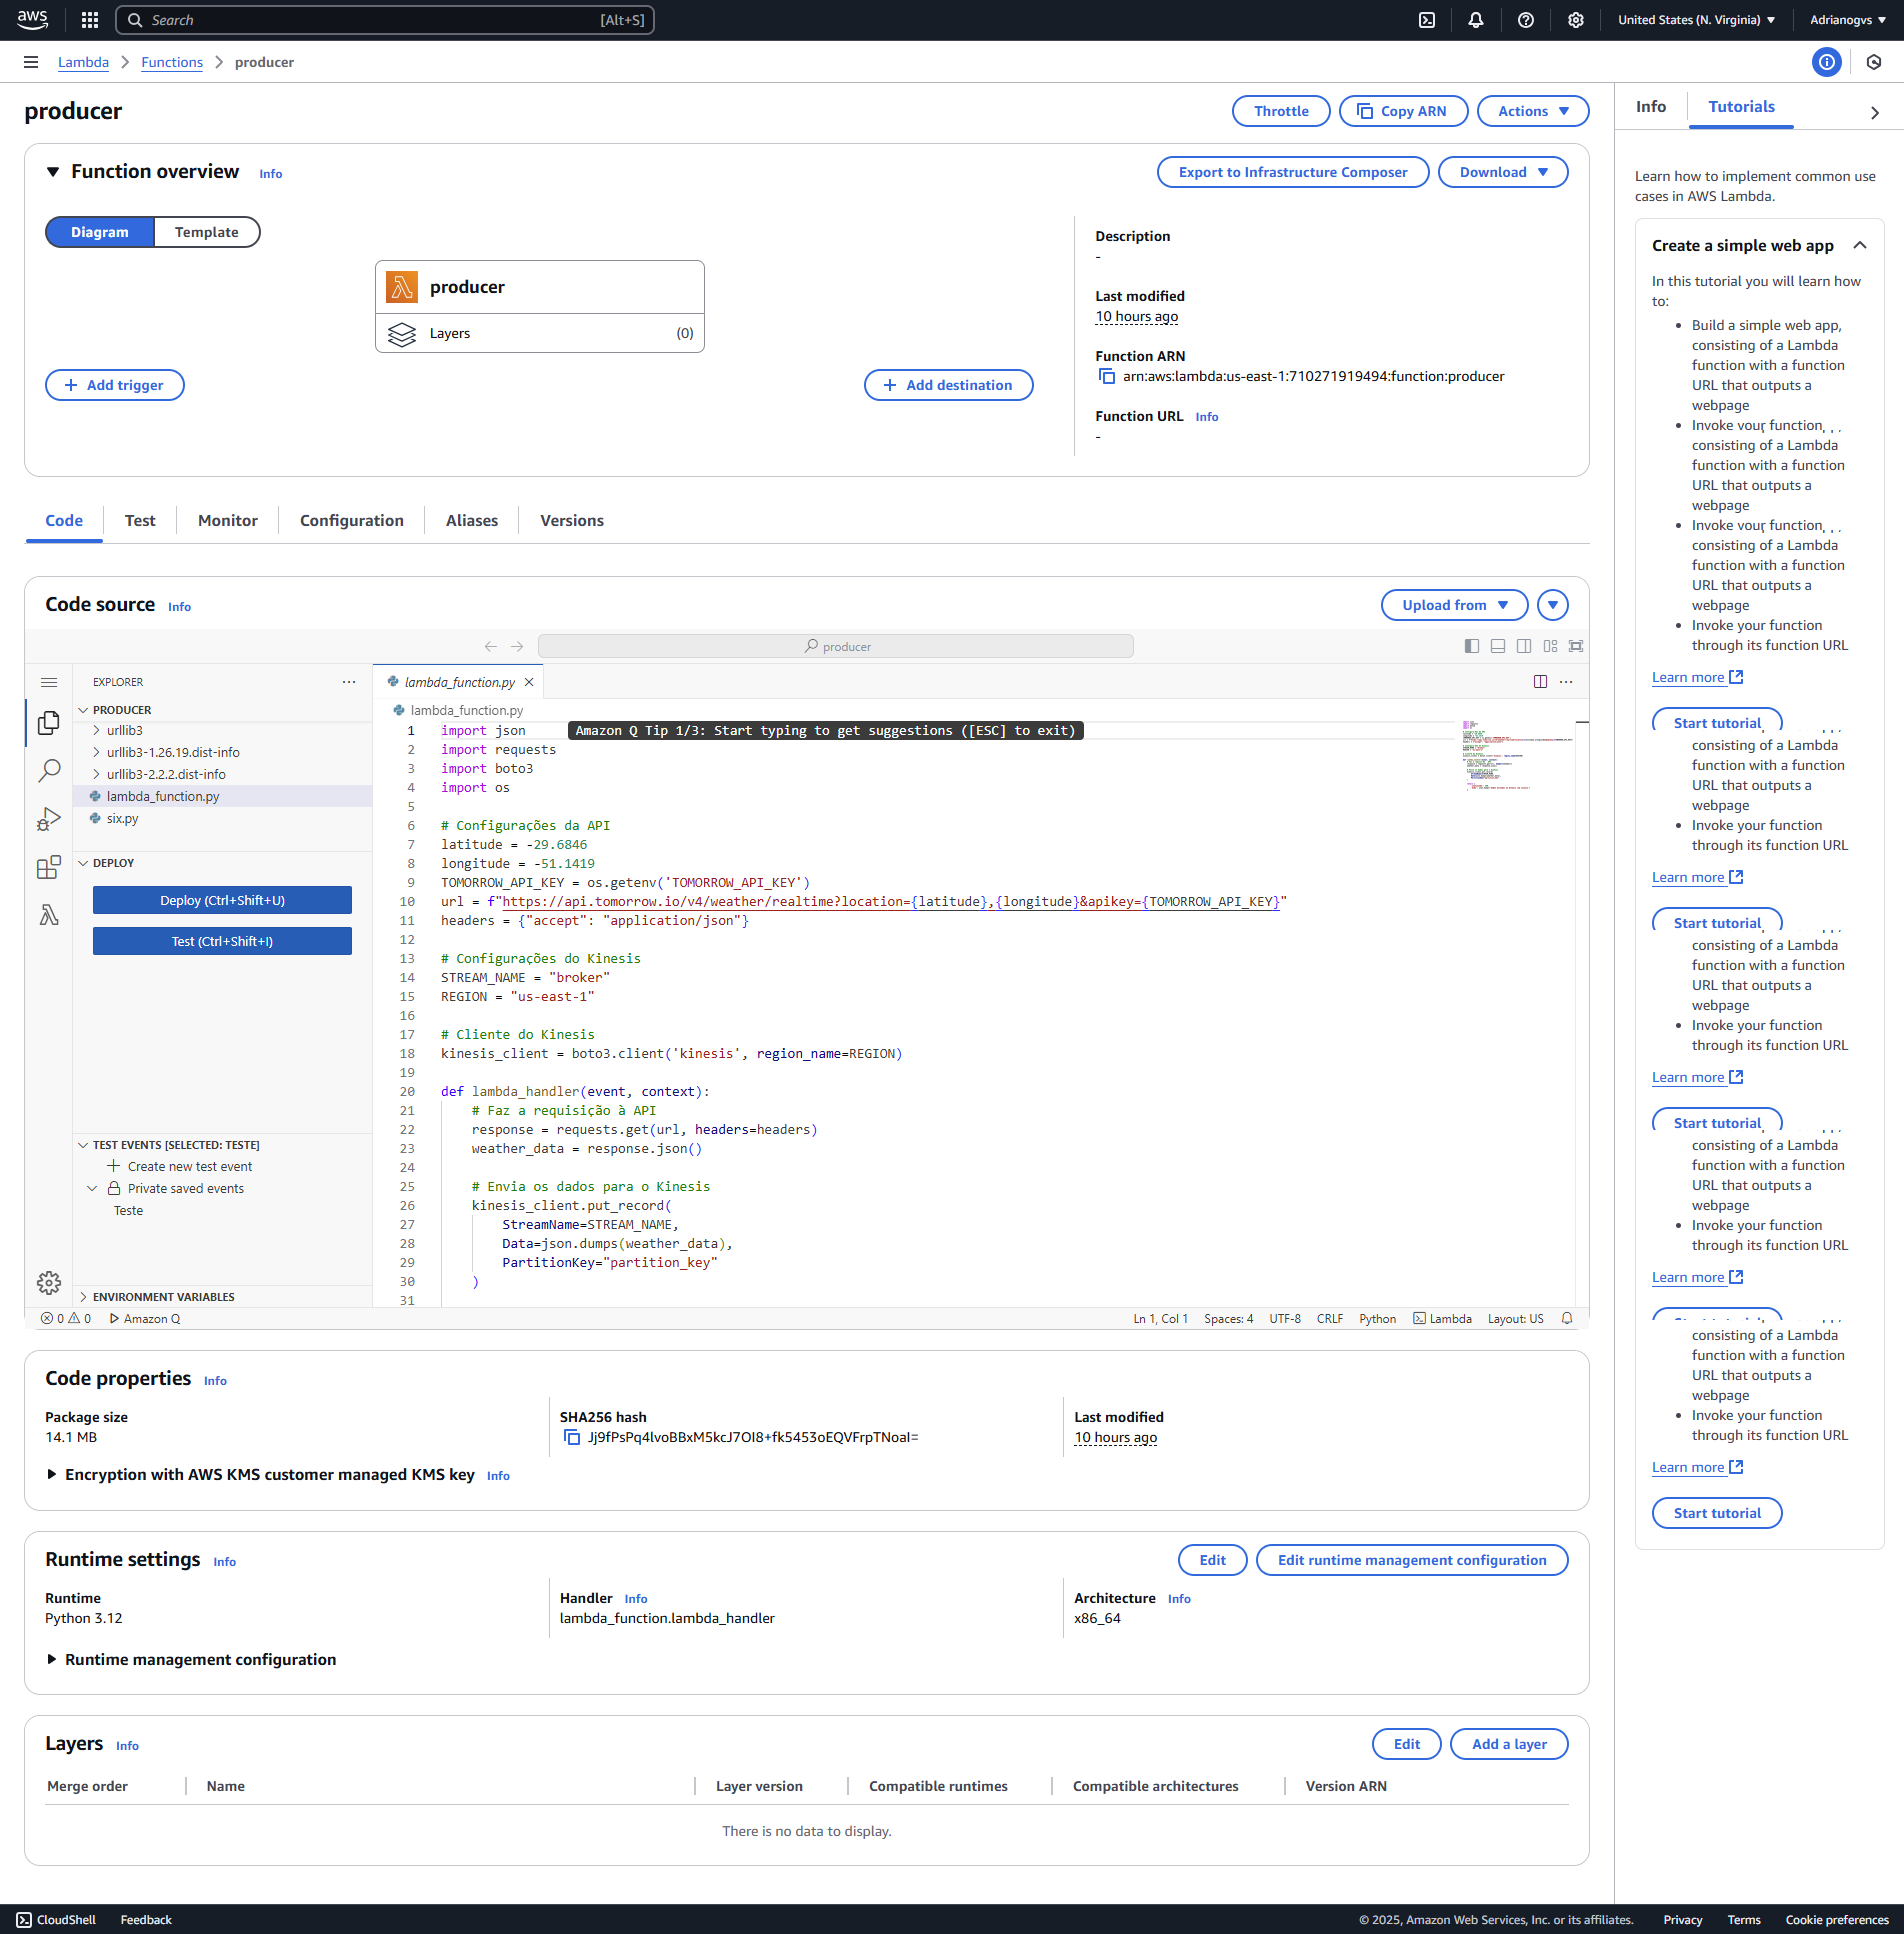 aws
Search
[Alt+S]
United States (N. Virginia)
Adrianogvs
Lambda
Functions
producer
producer
Throttle
Copy ARN
Actions
Function overview Info
Export to Infrastructure Composer
Download
Diagram
Template
producer
Layers
(0)
Add trigger
Add destination
Description
-
Last modified
10 hours ago
Function ARN
arn:aws:lambda:us-east-1:710271919494:function:producer
Function URL Info
-
Code
Test
Monitor
Configuration
Aliases
Versions
Code source Info
Upload from
producer
EXPLORER
PRODUCER
urllib3
urllib3-1.26.19.dist-info
urllib3-2.2.2.dist-info
lambda_function.py
six.py
DEPLOY
Deploy (Ctrl+Shift+U)
Test (Ctrl+Shift+I)
TEST EVENTS [SELECTED: TESTE]
Create new test event
Private saved events
Teste
ENVIRONMENT VARIABLES
lambda_function.py
lambda_function.py
1 import json
Amazon Q Tip 1/3: Start typing to get suggestions ([ESC] to exit)
2 import requests
3 import boto3
4 import os
5
6 # Configurações da API
7 latitude = -29.6846
8 longitude = -51.1419
9 TOMORROW_API_KEY = os.getenv('TOMORROW_API_KEY')
10 url = f"https://api.tomorrow.io/v4/weather/realtime?location={latitude},{longitude}&apikey={TOMORROW_API_KEY}"
11 headers = {"accept": "application/json"}
12
13 # Configurações do Kinesis
14 STREAM_NAME = "broker"
15 REGION = "us-east-1"
16
17 # Cliente do Kinesis
18 kinesis_client = boto3.client('kinesis', region_name=REGION)
19
20 def lambda_handler(event, context):
21 # Faz a requisição à API
22 response = requests.get(url, headers=headers)
23 weather_data = response.json()
24
25 # Envia os dados para o Kinesis
26 kinesis_client.put_record(
27 StreamName=STREAM_NAME,
28 Data=json.dumps(weather_data),
29 PartitionKey="partition_key"
30 )
31
0 0
Amazon Q
Ln 1, Col 1
Spaces: 4
UTF-8
CRLF
Python
Lambda
Layout: US
Code properties Info
Package size
14.1 MB
SHA256 hash
Jj9fPsPq4lvoBBxM5kcJ7OI8+fk5453oEQVFrpTNoaI=
Last modified
10 hours ago
Encryption with AWS KMS customer managed KMS key Info
Runtime settings Info
Edit
Edit runtime management configuration
Runtime
Python 3.12
Handler Info
lambda_function.lambda_handler
Architecture Info
x86_64
Runtime management configuration
Layers Info
Edit
Add a layer
Merge order
Name
Layer version
Compatible runtimes
Compatible architectures
Version ARN
There is no data to display.
Info
Tutorials
Learn how to implement common use
cases in AWS Lambda.
Create a simple web app
In this tutorial you will learn how
to:
• Build a simple web app,
consisting of a Lambda
function with a function
URL that outputs a
webpage
• Invoke your function
consisting of a Lambda
function with a function
URL that outputs a
webpage
• Invoke your function
consisting of a Lambda
function with a function
URL that outputs a
webpage
• Invoke your function
through its function URL
Learn more
Start tutorial
consisting of a Lambda
function with a function
URL that outputs a
webpage
• Invoke your function
through its function URL
Learn more
Start tutorial
consisting of a Lambda
function with a function
URL that outputs a
webpage
• Invoke your function
through its function URL
Learn more
Start tutorial
consisting of a Lambda
function with a function
URL that outputs a
webpage
• Invoke your function
through its function URL
Learn more
consisting of a Lambda
function with a function
URL that outputs a
webpage
• Invoke your function
through its function URL
Learn more
Start tutorial
CloudShell
Feedback
© 2025, Amazon Web Services, Inc. or its affiliates.
Privacy
Terms
Cookie preferences